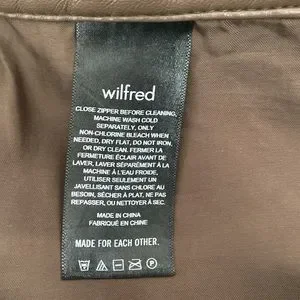 wilfred
CLOSE ZIPPER BEFORE CLEANING,
MACHINE WASH COLD
SEPARATELY, ONLY
NON-CHLORINE BLEACH WHEN
NEEDED, DRY FLAT, DO NOT IRON,
OR DRY CLEAN. FERMER LA
FERMETURE ÉCLAIR AVANT DE
LAVER, LAVER SÉPARÉMENT À LA
MACHINE À L'EAU FROIDE,
UTILISER SEULEMENT UN
JAVELLISANT SANS CHLORE AU
BESOIN, SÉCHER À PLAT, NE PAS
REPASSER, OU NETTOYER À SEC.
MADE IN CHINA
FABRIQUÉ EN CHINE
MADE FOR EACH OTHER.